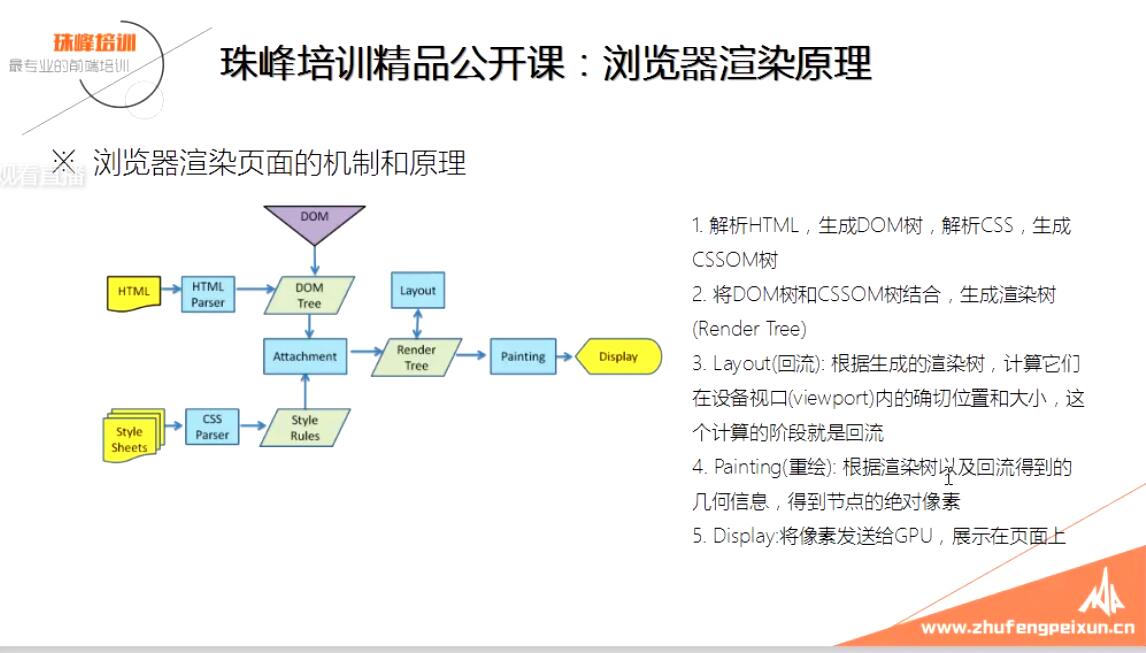 珠峰培训
最专业的前端培训
珠峰培训精品公开课：浏览器渲染原理
※ 浏览器渲染页面的机制和原理
观看直播
DOM
HTML
HTML
Parser
DOM
Tree
Layout
Attachment
Render
Tree
Painting
Display
Style
Sheets
CSS
Parser
Style
Rules
1. 解析HTML，生成DOM树，解析CSS，生成
CSSOM树
2. 将DOM树和CSSOM树结合，生成渲染树
(Render Tree)
3. Layout(回流): 根据生成的渲染树，计算它们
在设备视口(viewport)内的确切位置和大小，这
个计算的阶段就是回流
4. Painting(重绘): 根据渲染树以及回流得到的
几何信息，得到节点的绝对像素
5. Display:将像素发送给GPU，展示在页面上
www.zhufengpeixun.cn